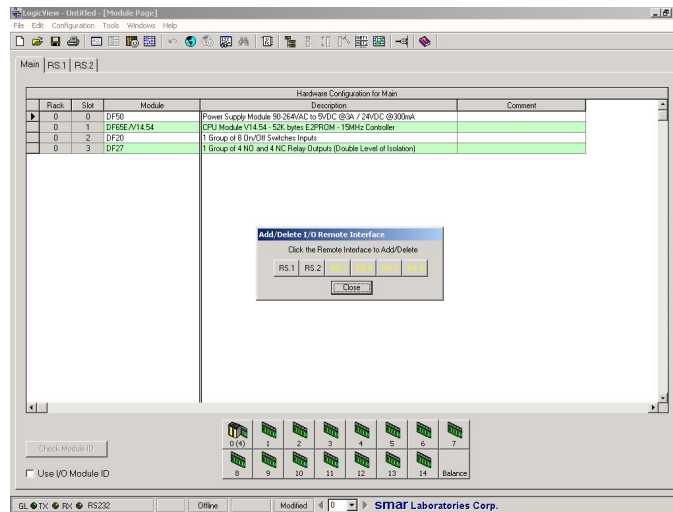 LogicView - Untitled - [Module Page]
File Edit Configuration Tools Windows Help
Main RS.1 RS.2
Hardware Configuration for Main
Rack Slot Module Description Comment
0 0 DF50 Power Supply Module 90-264VAC to 5VDC @3A / 24VDC @300mA
0 1 DF65E/V14.54 CPU Module V14.54 - 52K bytes E2PROM - 15MHz Controller
0 2 DF20 1 Group of 8 On/Off Switches Inputs
0 3 DF27 1 Group of 4 NO and 4 NC Relay Outputs (Double Level of Isolation)
Add/Delete I/O Remote Interface
Click the Remote Interface to Add/Delete
RS.1 RS.2
Close
0 (4) 1 2 3 4 5 6 7
Check Module ID
8 9 10 11 12 13 14 Balance
Use I/O Module ID
GL TX RX RS232 Offline Modified 0 smar Laboratories Corp.